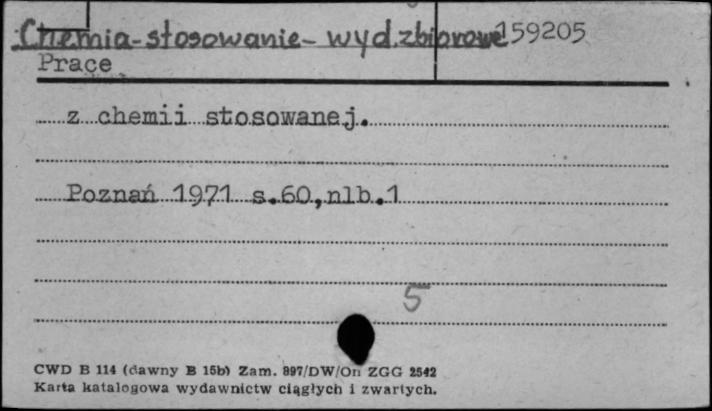 Chemia-stosowanie- wyd.zbiorowe 159205
Prace
z chemii stosowanej.
Poznań 1971 s.60,nlb.1
5
CWD B 114 (dawny B 15b) Zam. 897/DW/On ZGG 2542
Karta katalogowa wydawnictw ciągłych i zwartych.